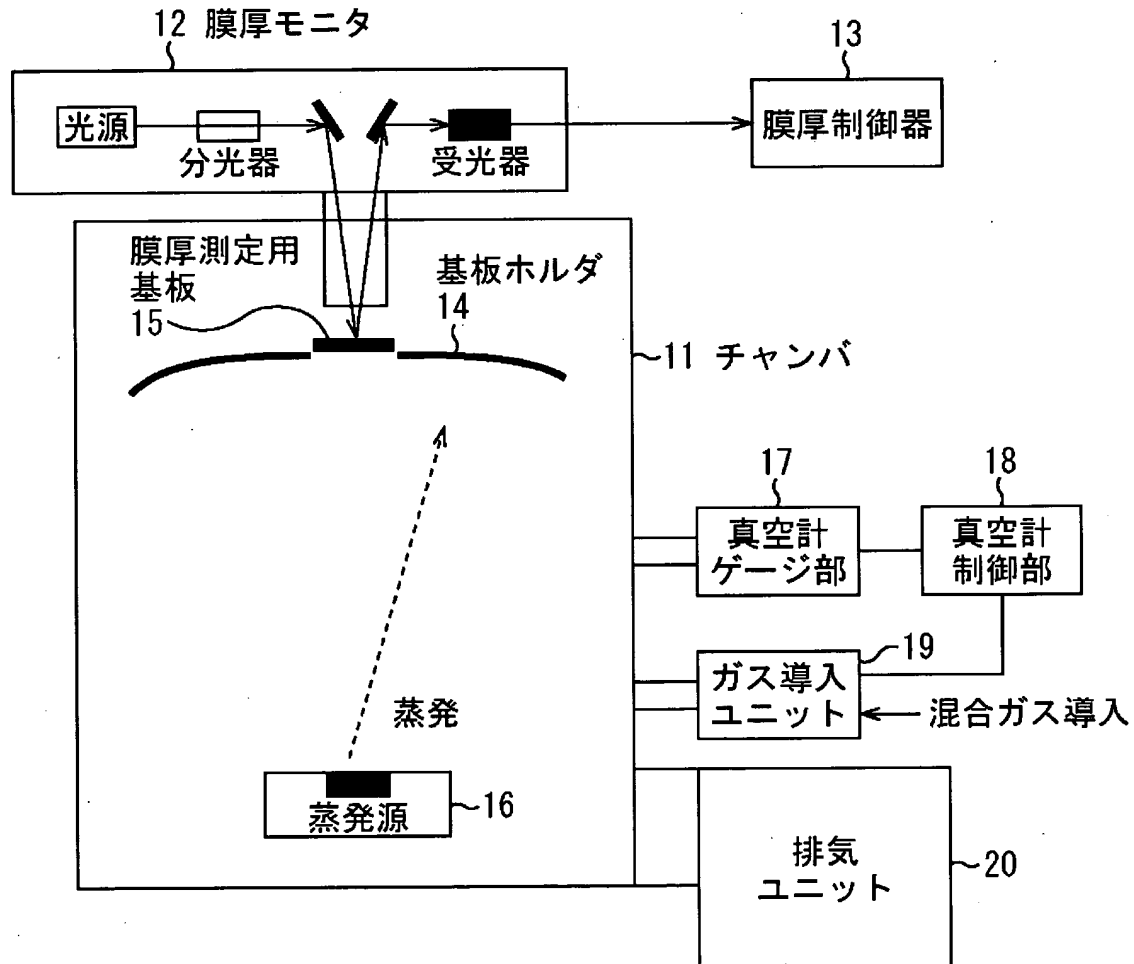 12 膜厚モニタ
13
光源
分光器
受光器
膜厚制御器
膜厚測定用
基板
15
基板ホルダ
14
11 チャンバ
17
真空計
ゲージ部
18
真空計
制御部
19
ガス導入
ユニット
混合ガス導入
蒸発
蒸発源
16
排気
ユニット
20